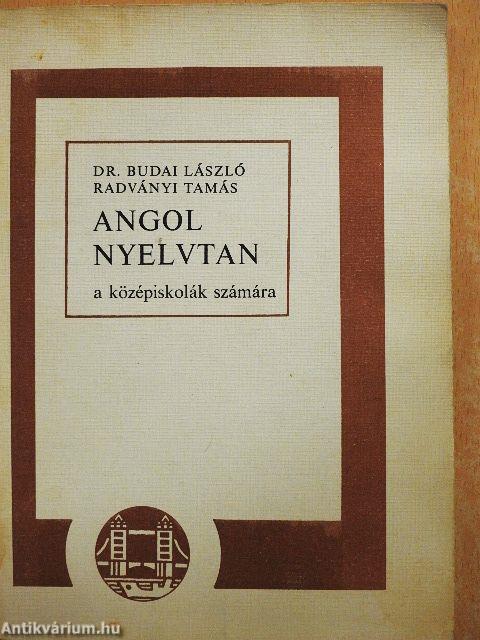 DR. BUDAI LÁSZLÓ
RADVÁNYI TAMÁS
ANGOL
NYELVTAN
a középiskolák számára
Antikvárium.hu